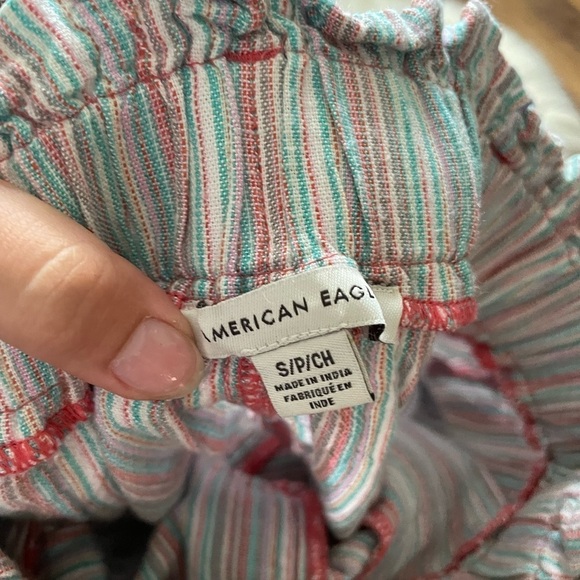 AMERICAN EAGL
S/P/CH
MADE IN INDIA
FABRIQUÉ EN
INDE